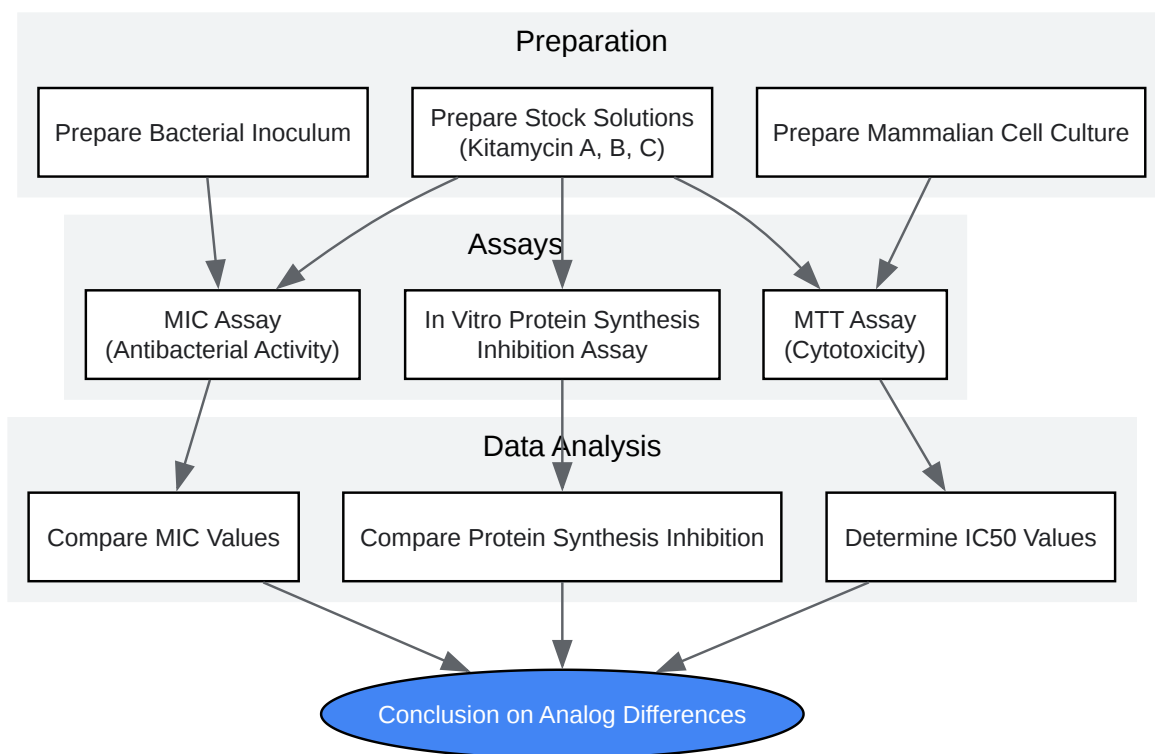 Preparation
Prepare Bacterial Inoculum
Prepare Stock Solutions
(Kitamycin A, B, C)
Prepare Mammalian Cell Culture
Assays
MIC Assay
(Antibacterial Activity)
In Vitro Protein Synthesis
Inhibition Assay
MTT Assay
(Cytotoxicity)
Data Analysis
Compare MIC Values
Compare Protein Synthesis Inhibition
Determine IC50 Values
Conclusion on Analog Differences